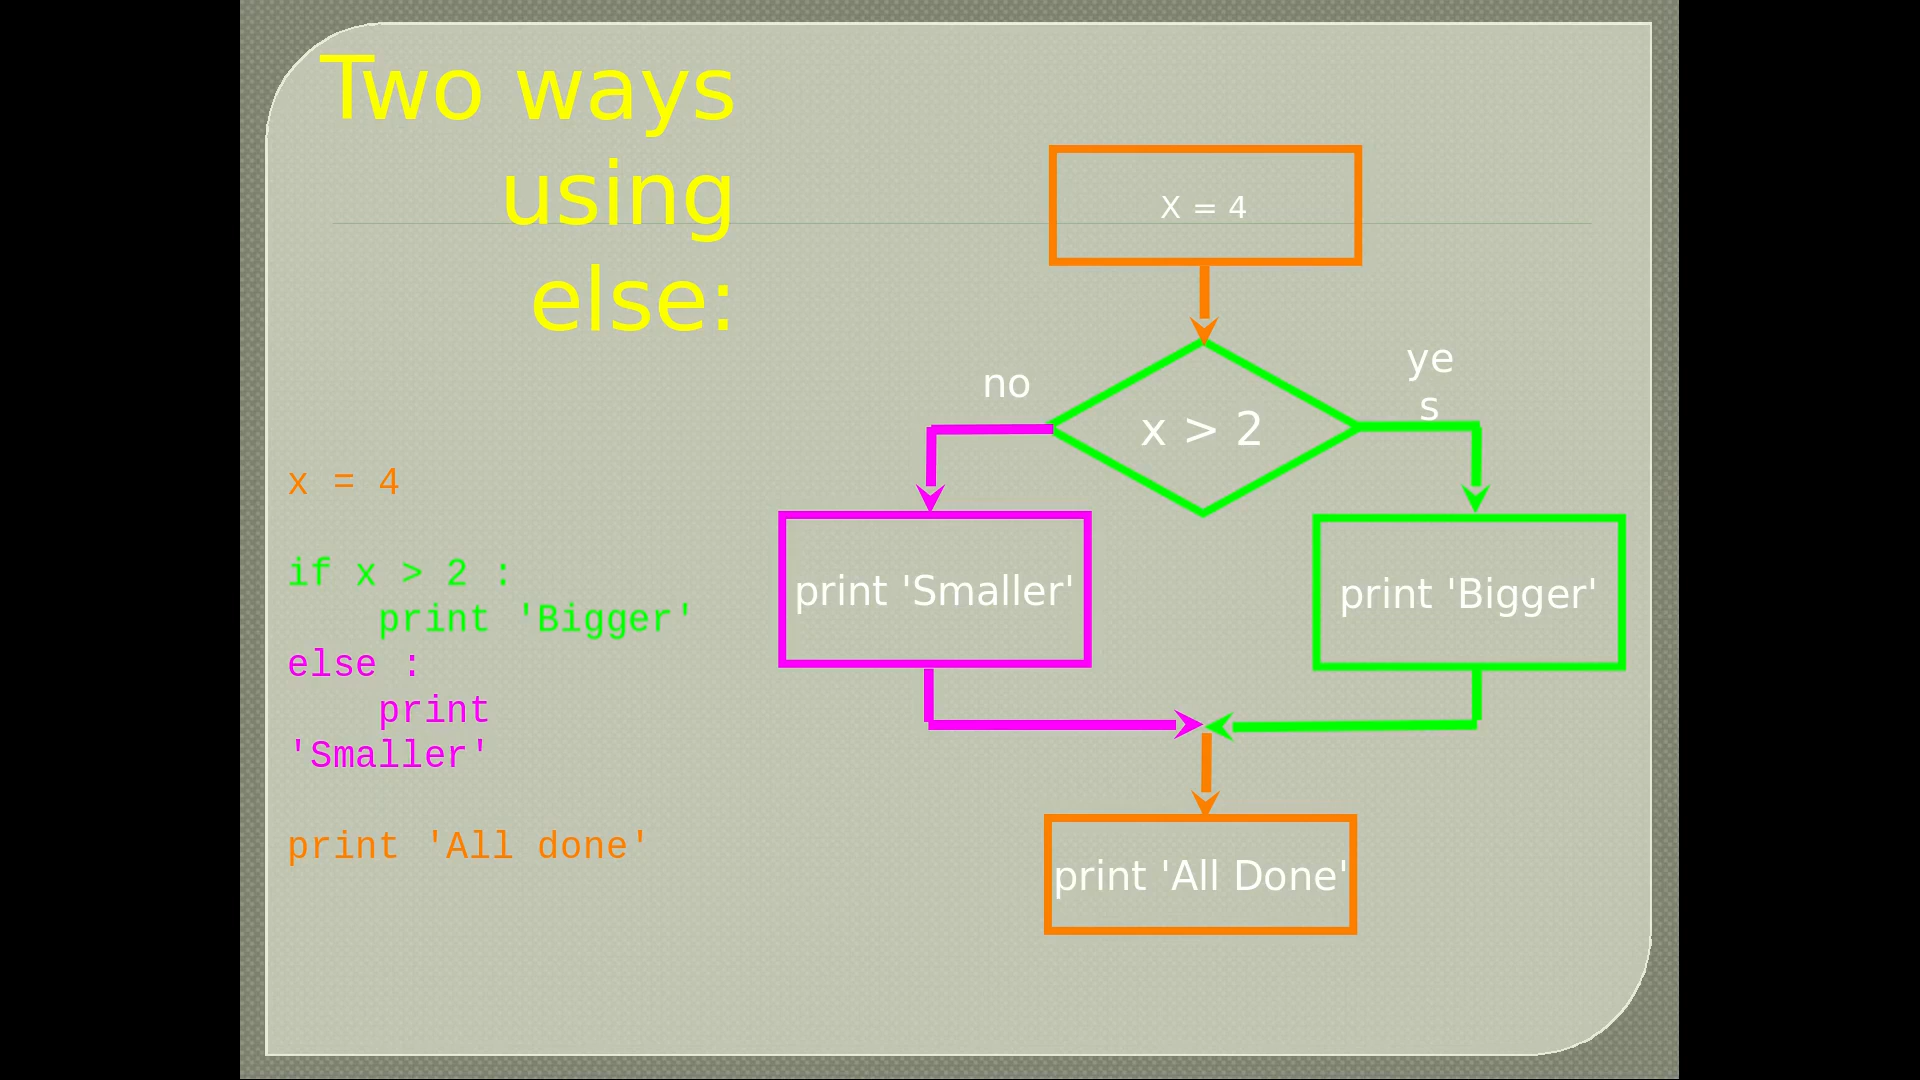 Two ways
using
else:
x = 4
if x > 2 :
    print 'Bigger'
else :
    print
'Smaller'
print 'All done'
X = 4
no
ye
s
x > 2
print 'Smaller'
print 'Bigger'
print 'All Done'